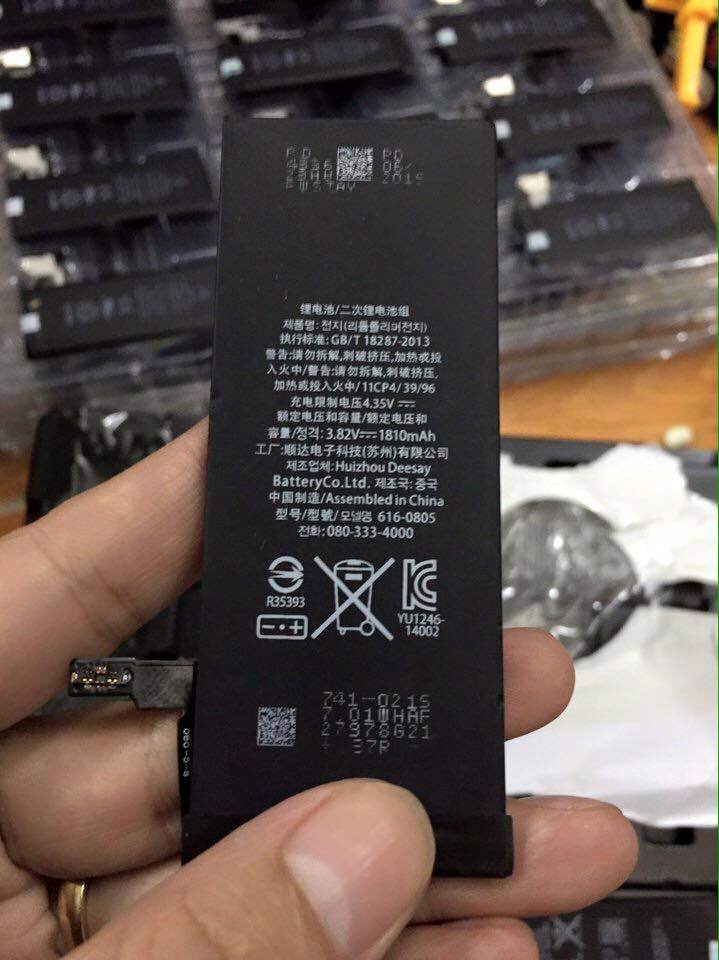 PD
06/
2015
锂电池/二次锂电池组
제품명: 전지(리튬폴리머전지)
执行标准: GB/T 18287-2013
警告:请勿拆解,刺破挤压,加热或投
入火中/警告:请勿拆解,刺破挤压,
加热或投入火中/11CP4/39/96
充电限制电压4.35V
额定电压和容量/额定电压和
容量/정격: 3.82V 1810mAh
工厂:顺达电子科技(苏州)有限公司
제조업체: Huizhou Deesay
BatteryCo.Ltd. 제조국: 중국
中国制造/Assembled in China
型号/型號/모델명 616-0805
전화: 080-333-4000
R35393
YU1246-
14002
741-0215
27978G21
37R